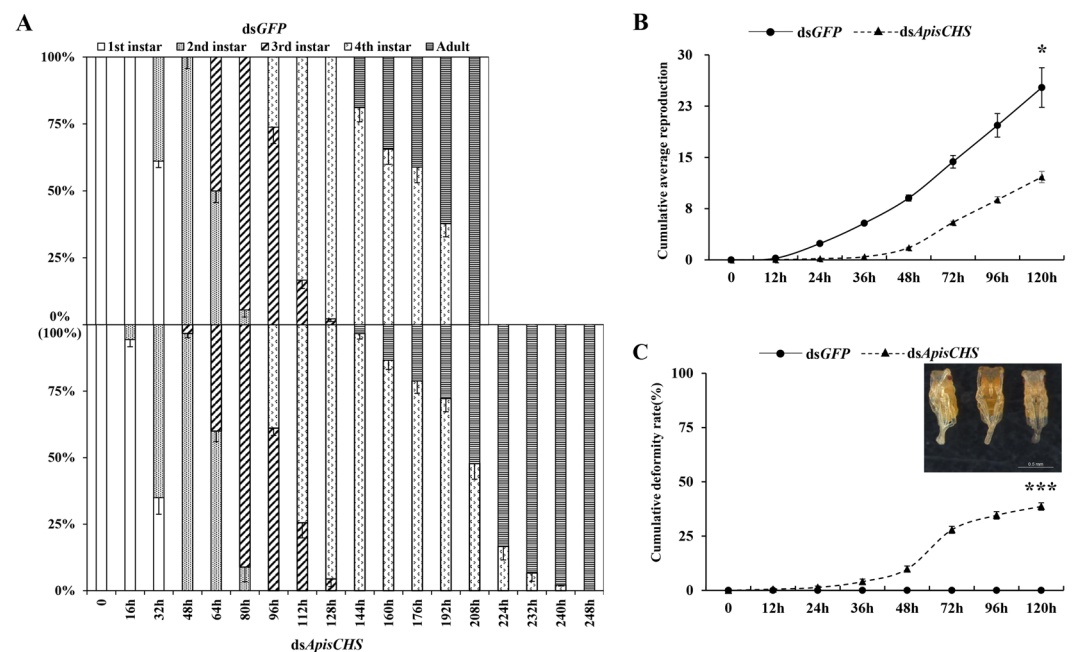 A
dsGFP
1st instar 2nd instar 3rd instar 4th instar Adult
100%
75%
50%
25%
0%
(100%)
75%
50%
25%
0%
0 16h 32h 48h 64h 80h 96h 112h 128h 144h 160h 176h 192h 208h 224h 232h 240h 248h
dsApisCHS
B
dsGFP dsApisCHS
Cumulative average reproduction
30
23
15
8
0
*
0 12h 24h 36h 48h 72h 96h 120h
C
dsGFP dsApisCHS
Cumulative deformity rate(%)
100
75
50
25
0
0.5 mm
***
0 12h 24h 36h 48h 72h 96h 120h